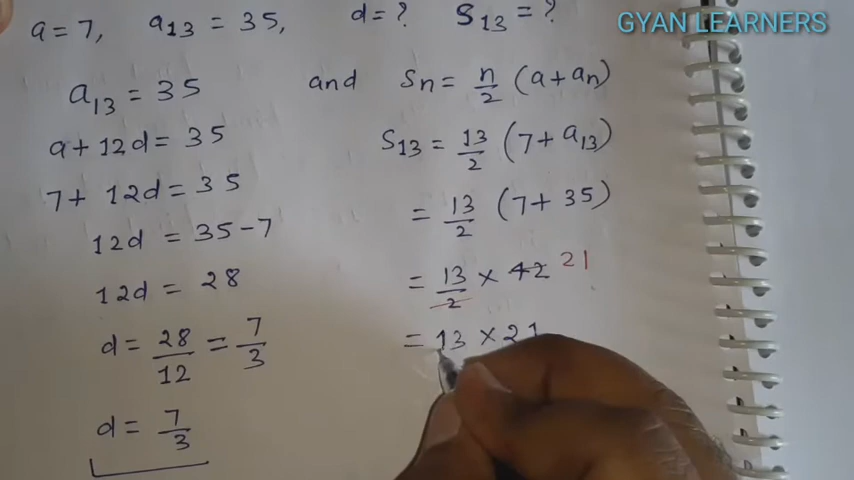 a = 7, a13 = 35, d = ? S13 = ?
GYAN LEARNERS
a13 = 35
a + 12d = 35
7 + 12d = 35
12d = 35 - 7
12d = 28
d = 28/12 = 7/3
d = 7/3
and Sn = n/2 (a + an)
S13 = 13/2 (7 + a13)
= 13/2 (7 + 35)
= 13/2 × 42 21
= 13 × 21